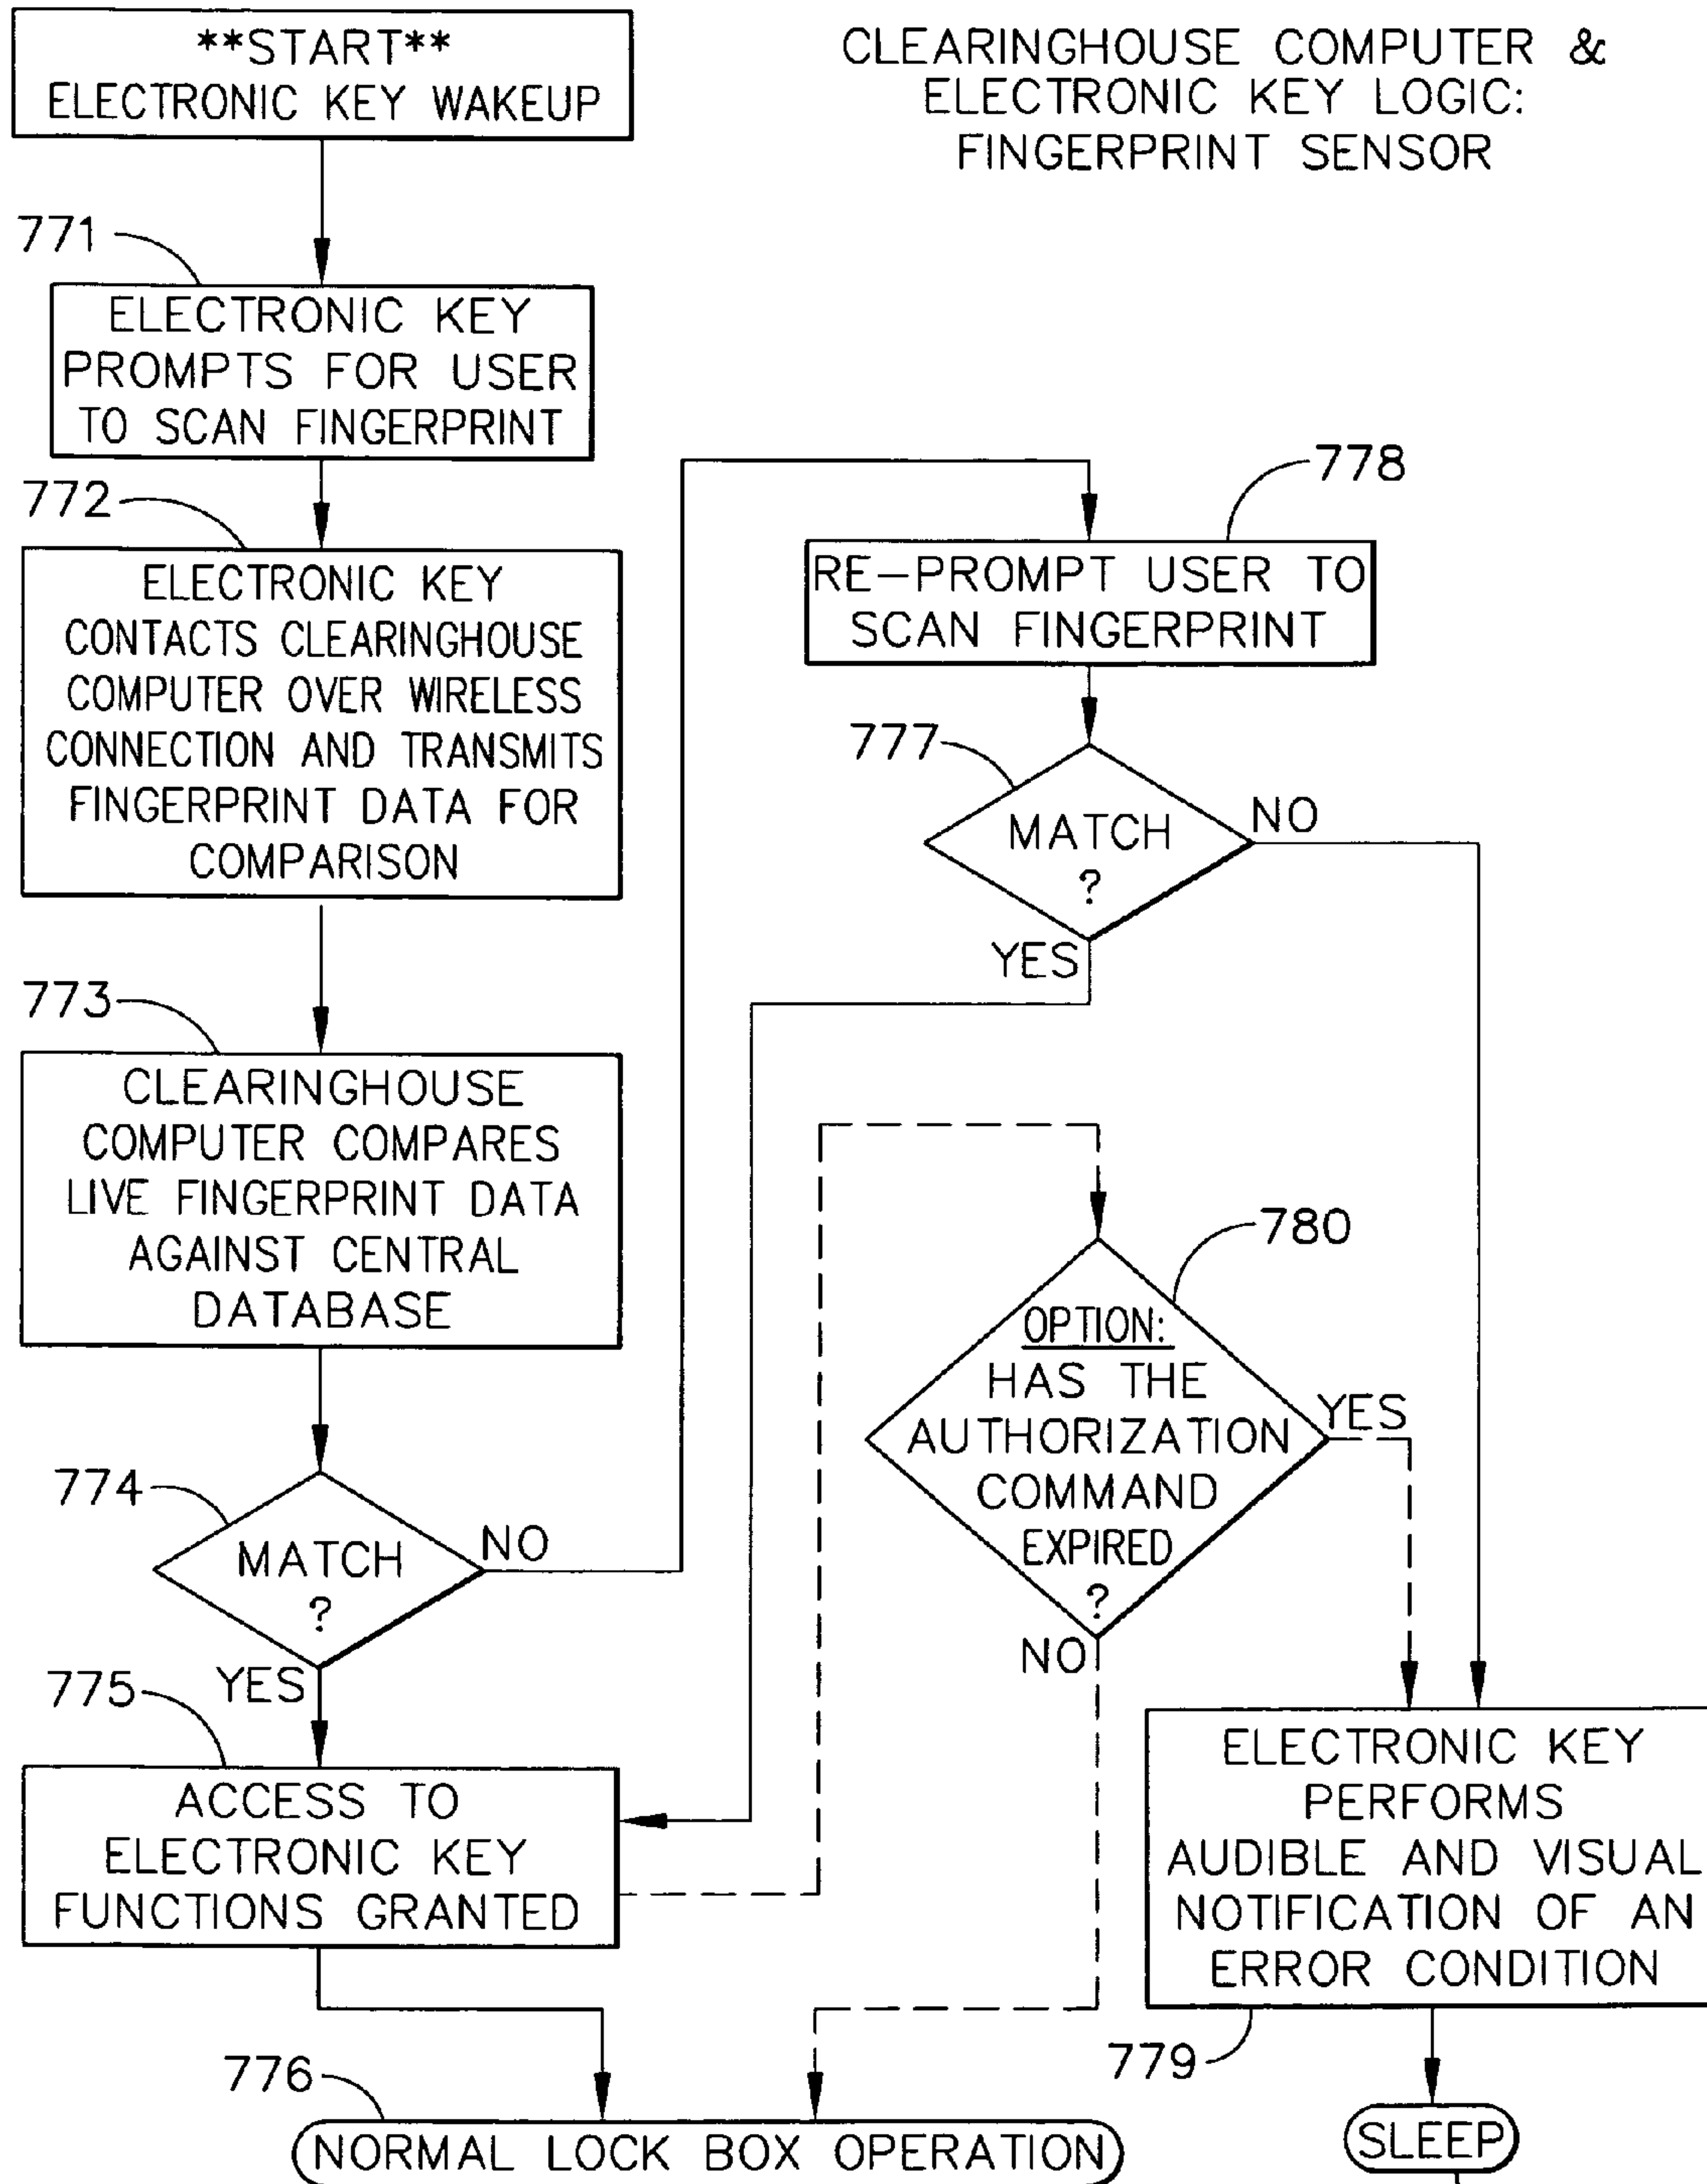 **START**
ELECTRONIC KEY WAKEUP
CLEARINGHOUSE COMPUTER &
ELECTRONIC KEY LOGIC:
FINGERPRINT SENSOR
771
ELECTRONIC KEY
PROMPTS FOR USER
TO SCAN FINGERPRINT
772
ELECTRONIC KEY
CONTACTS CLEARINGHOUSE
COMPUTER OVER WIRELESS
CONNECTION AND TRANSMITS
FINGERPRINT DATA FOR
COMPARISON
773
CLEARINGHOUSE
COMPUTER COMPARES
LIVE FINGERPRINT DATA
AGAINST CENTRAL
DATABASE
774
MATCH
?
NO
YES
775
ACCESS TO
ELECTRONIC KEY
FUNCTIONS GRANTED
776
NORMAL LOCK BOX OPERATION
778
RE-PROMPT USER TO
SCAN FINGERPRINT
777
MATCH
?
NO
YES
780
OPTION:
HAS THE
AUTHORIZATION
COMMAND
EXPIRED
?
YES
NO
ELECTRONIC KEY
PERFORMS
AUDIBLE AND VISUAL
NOTIFICATION OF AN
ERROR CONDITION
779
SLEEP